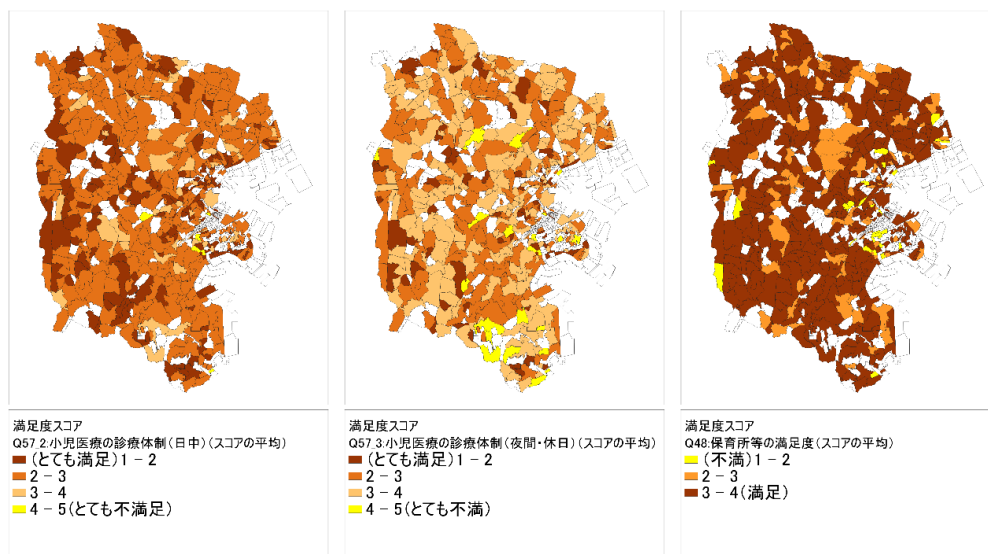 満足度スコア
Q57.2:小児医療の診療体制(日中)(スコアの平均)
(とても満足)1 - 2
2 - 3
3 - 4
4 - 5(とても不満足)
満足度スコア
Q57.3:小児医療の診療体制(夜間・休日)(スコアの平均)
(とても満足)1 - 2
2 - 3
3 - 4
4 - 5(とても不満)
満足度スコア
Q48:保育所等の満足度(スコアの平均)
(不満)1 - 2
2 - 3
3 - 4(満足)